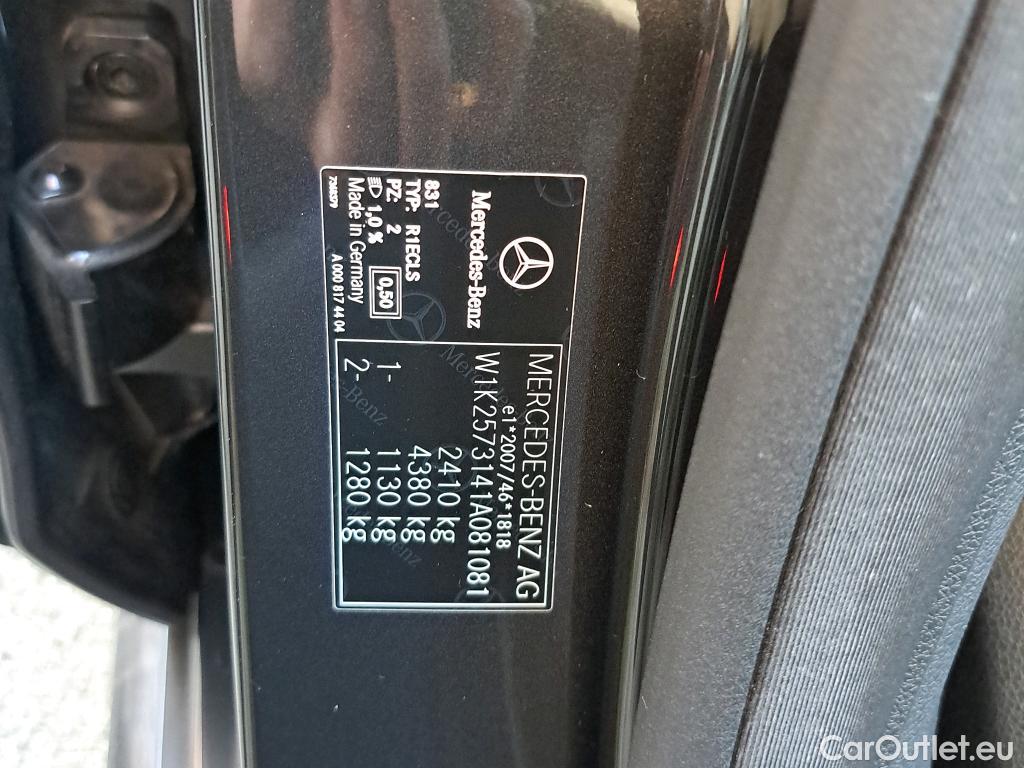 Mercedes-Benz
831
TYP: R1ECLS
PZ: 2
1,0 % 0,50
Made in Germany
A 000 817 44 04
MERCEDES-BENZ AG
e1*2007/46*1818
W1K2573141A081081
2410 kg
4380 kg
1- 1130 kg
2- 1280 kg
CarOutlet.eu